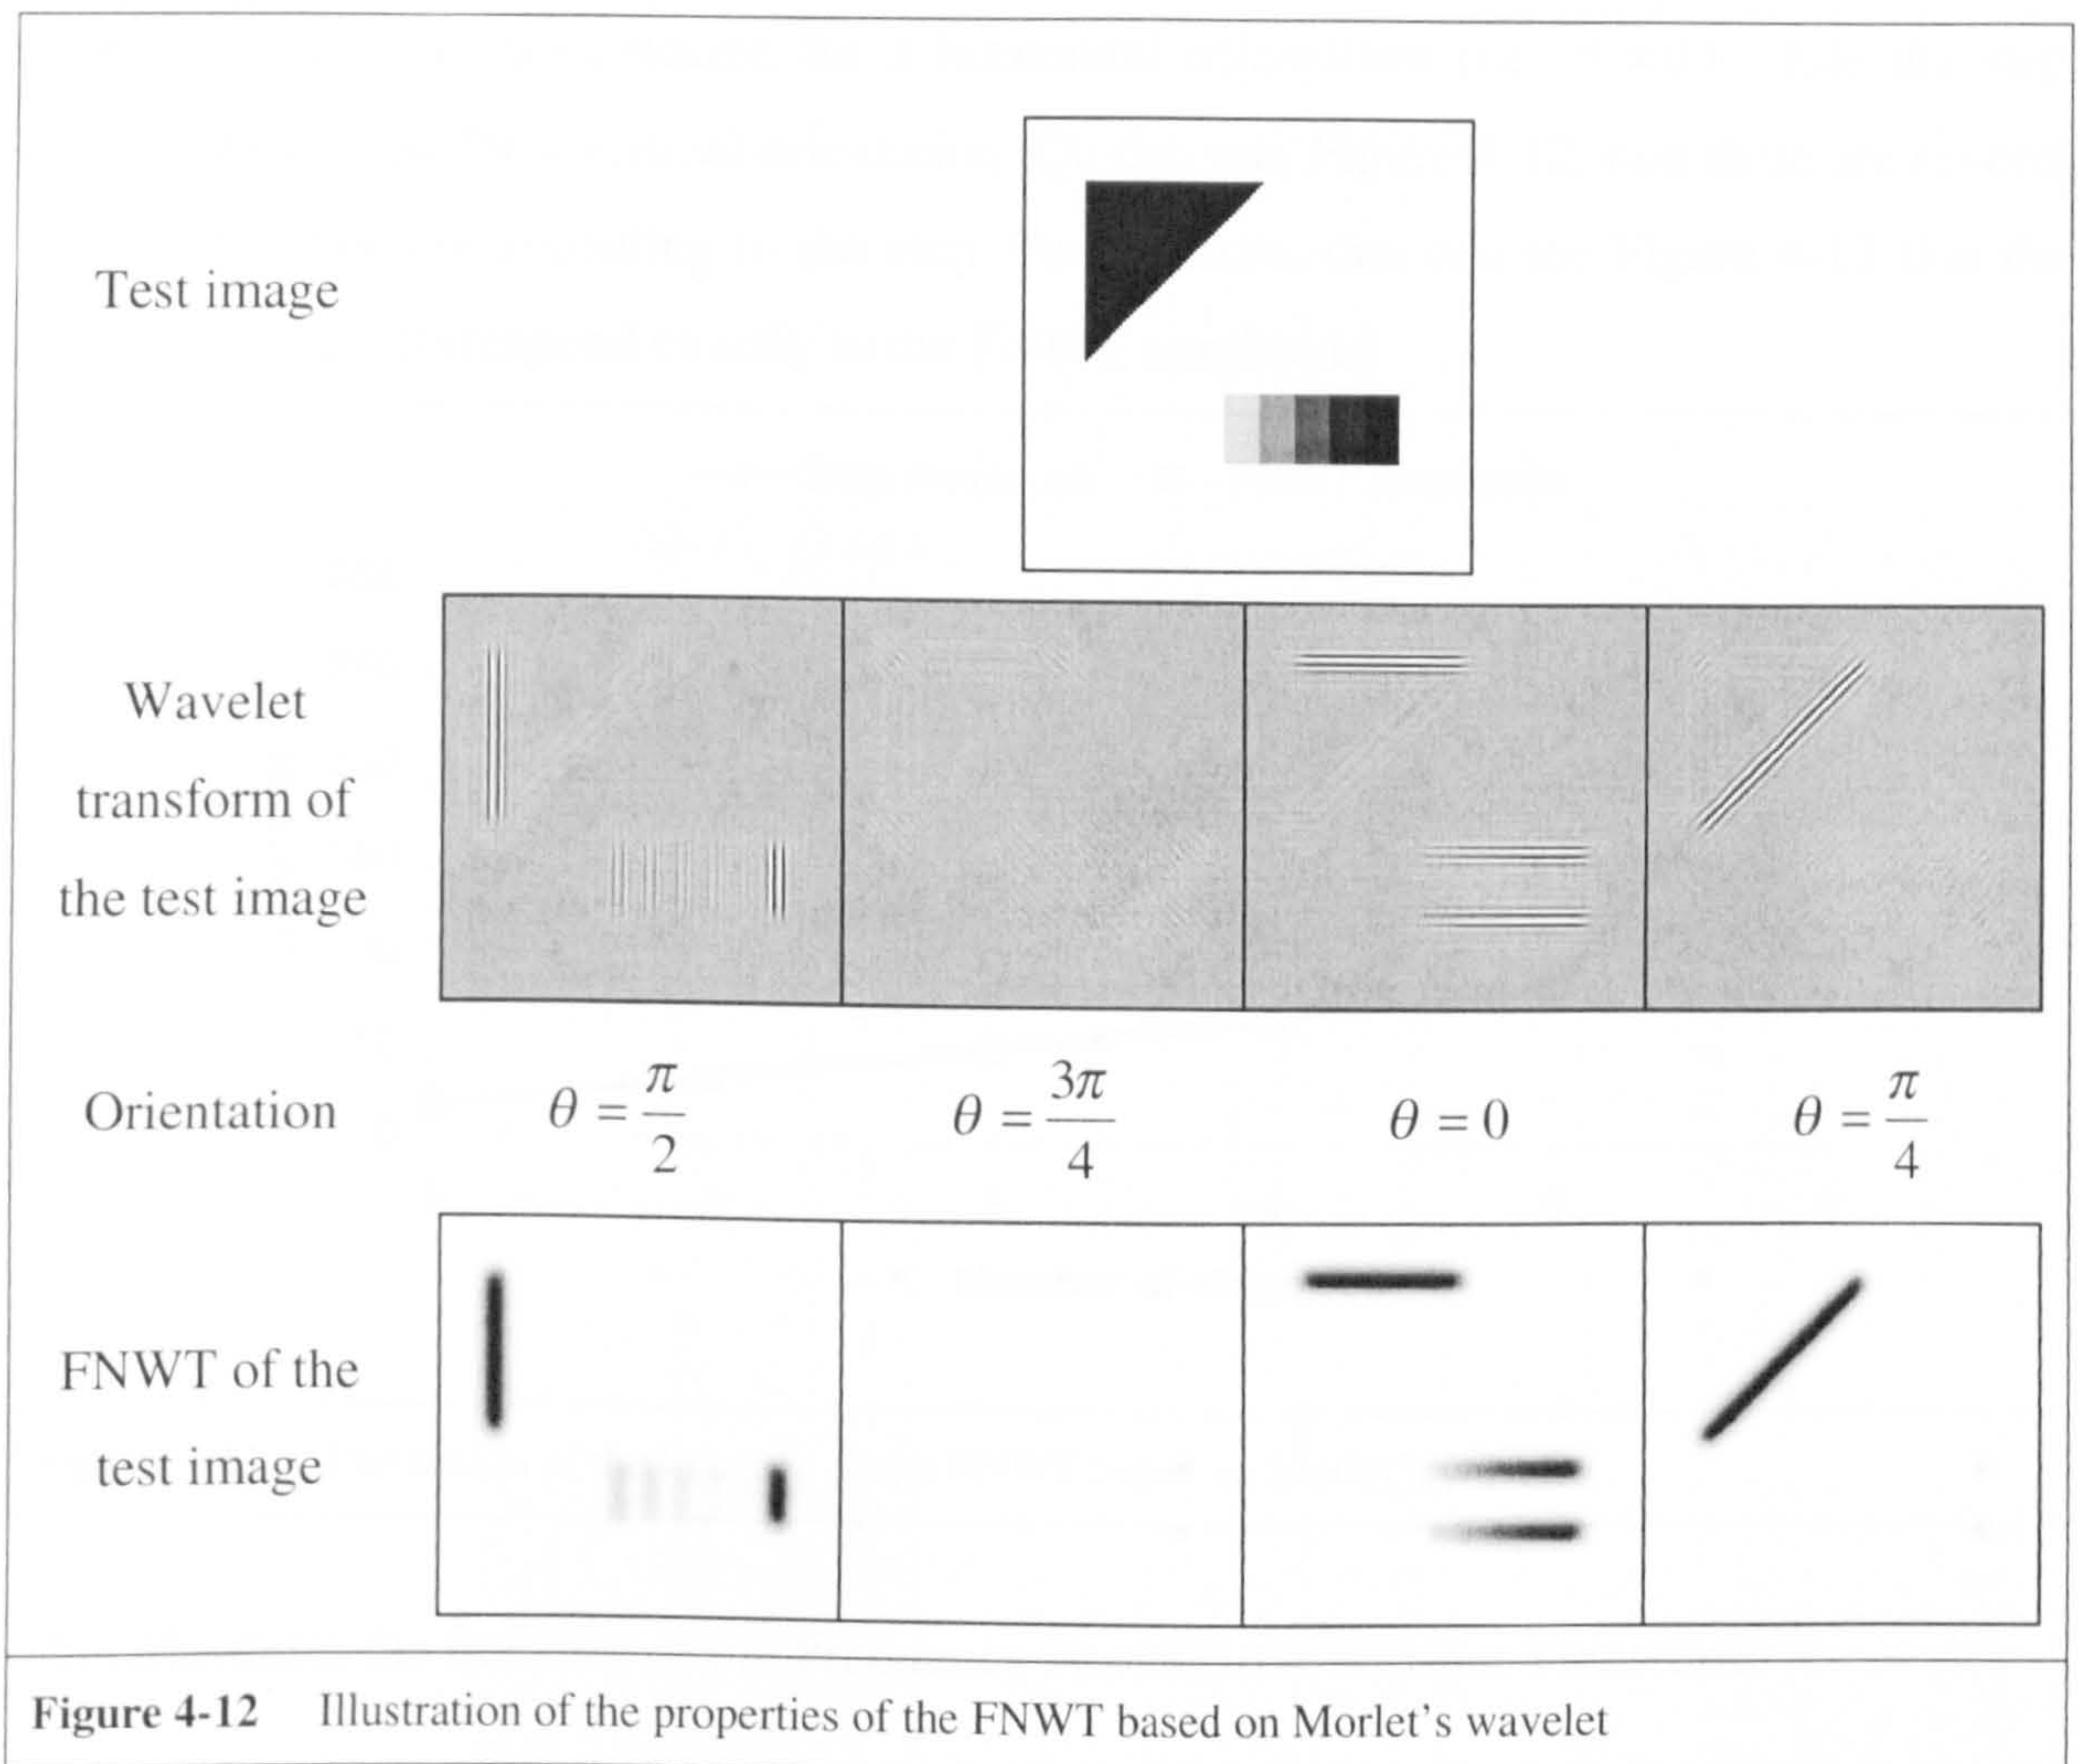 Test image
Wavelet
transform of
the test image
Orientation
θ = π/2
θ = 3π/4
θ = 0
θ = π/4
FNWT of the
test image
Figure 4-12 Illustration of the properties of the FNWT based on Morlet's wavelet